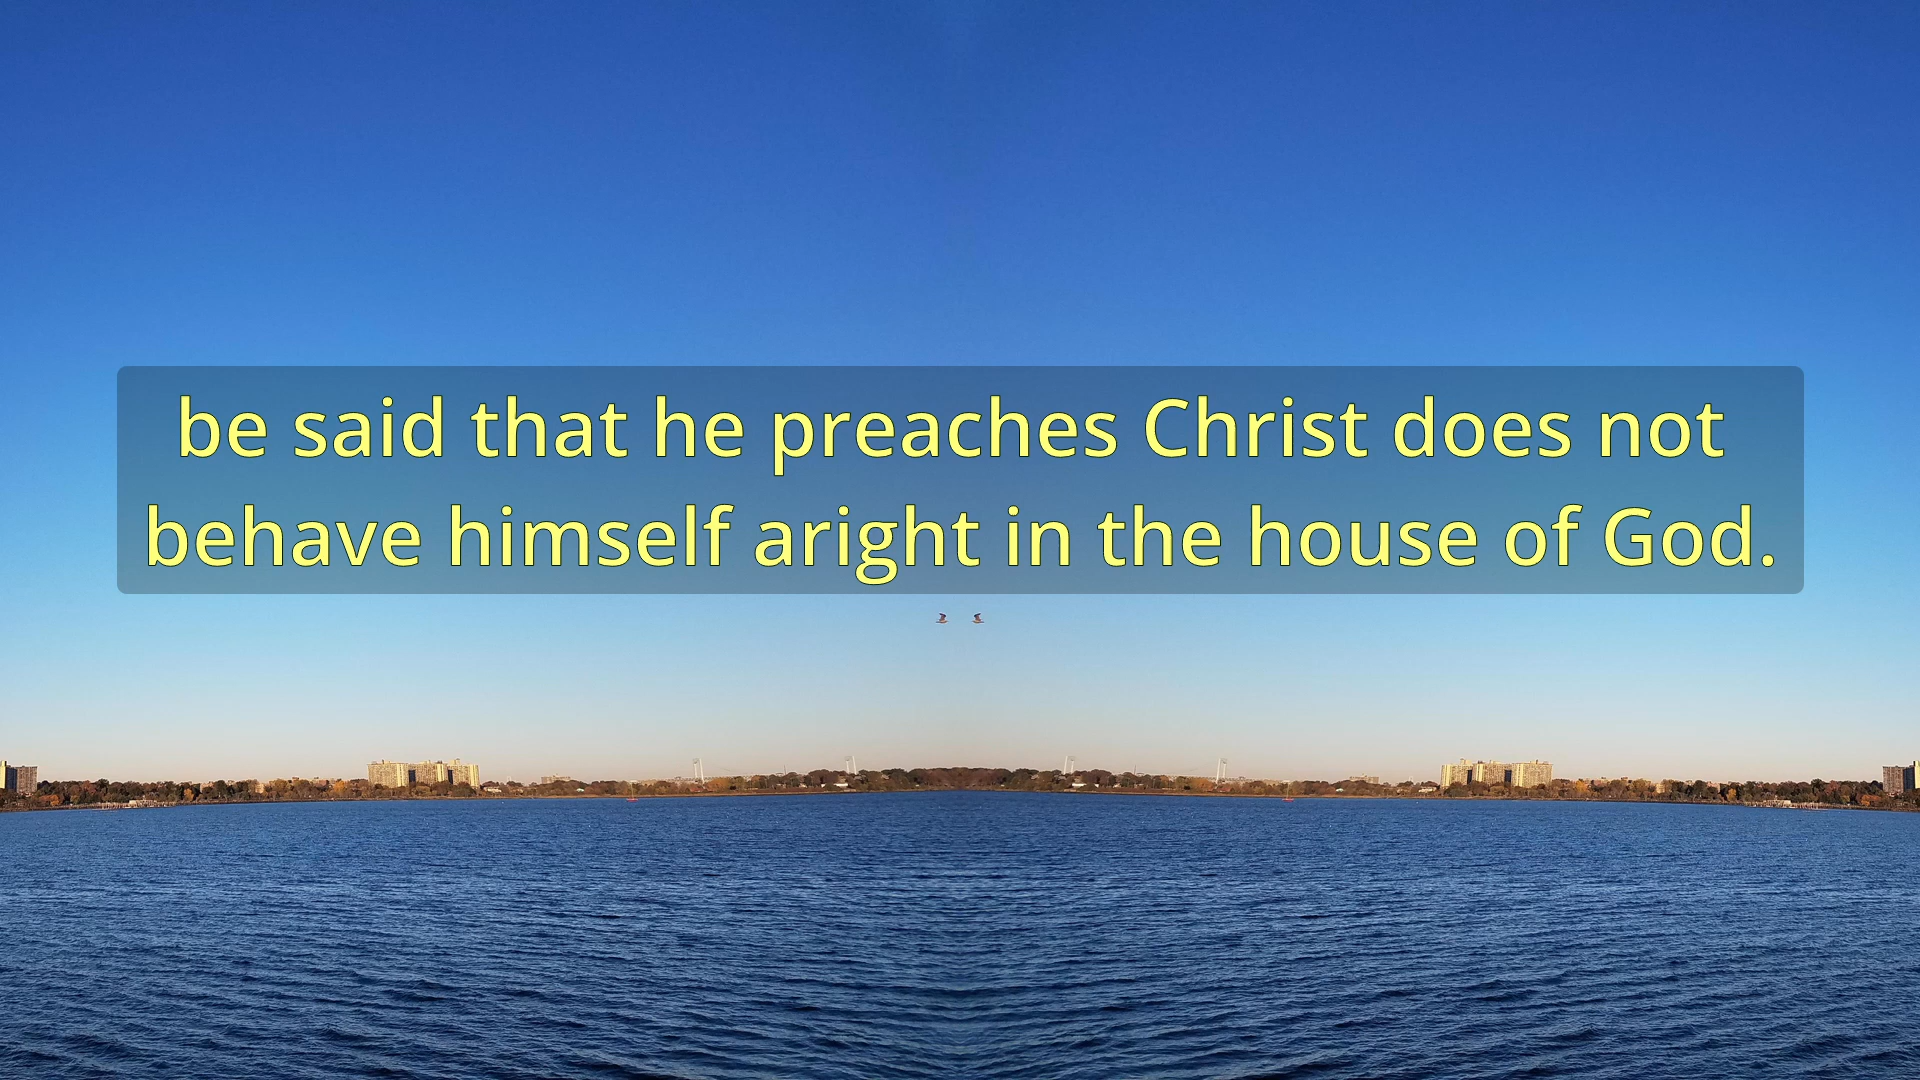 be said that he preaches Christ does not
behave himself aright in the house of God.